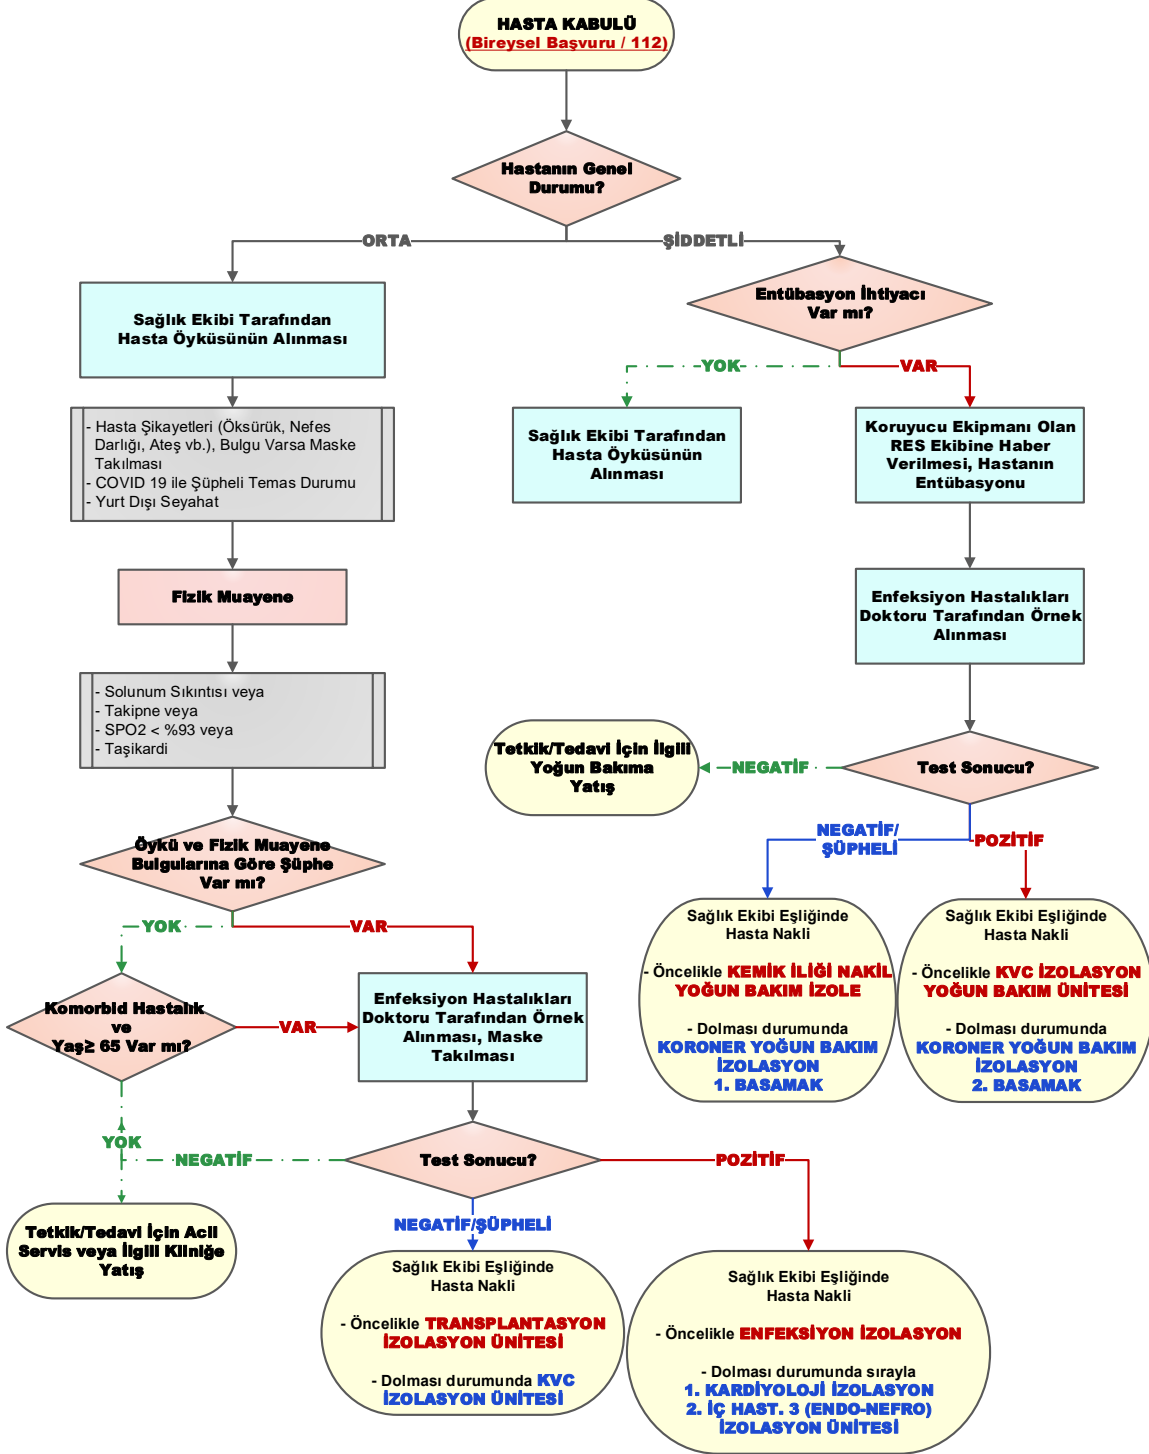 HASTA KABULÜ
(Bireysel Başvuru / 112)
Hastanın Genel
Durumu?
ORTA
ŞİDDETLİ
Sağlık Ekibi Tarafından
Hasta Öyküsünün Alınması
Entübasyon İhtiyacı
Var mı?
YOK
VAR
- Hasta Şikayetleri (Öksürük, Nefes
Darlığı, Ateş vb.), Bulgu Varsa Maske
Takılması
- COVID 19 ile Şüpheli Temas Durumu
- Yurt Dışı Seyahat
Sağlık Ekibi Tarafından
Hasta Öyküsünün
Alınması
Koruyucu Ekipmanı Olan
RES Ekibine Haber
Verilmesi, Hastanın
Entübasyonu
Fizik Muayene
Enfeksiyon Hastalıkları
Doktoru Tarafından Örnek
Alınması
- Solunum Sıkıntısı veya
- Takipne veya
- SPO2 < %93 veya
- Taşikardi
Tetkik/Tedavi İçin İlgili
Yoğun Bakıma
Yatış
NEGATİF
Test Sonucu?
NEGATİF/
ŞÜPHELİ
POZİTİF
Öykü ve Fizik Muayene
Bulgularına Göre Şüphe
Var mı?
YOK
VAR
Sağlık Ekibi Eşliğinde
Hasta Nakli
- Öncelikle KEMİK İLİĞİ NAKİL
YOĞUN BAKIM İZOLE
- Dolması durumunda
KORONER YOĞUN BAKIM
İZOLASYON
1. BASAMAK
Sağlık Ekibi Eşliğinde
Hasta Nakli
- Öncelikle KVC İZOLASYON
YOĞUN BAKIM ÜNİTESİ
- Dolması durumunda
KORONER YOĞUN BAKIM
İZOLASYON
2. BASAMAK
Komorbid Hastalık
ve
Yaş≥ 65 Var mı?
VAR
Enfeksiyon Hastalıkları
Doktoru Tarafından Örnek
Alınması, Maske
Takılması
YOK
NEGATİF
Test Sonucu?
POZİTİF
NEGATİF/ŞÜPHELİ
Tetkik/Tedavi İçin Acil
Servis veya İlgili Kliniğe
Yatış
Sağlık Ekibi Eşliğinde
Hasta Nakli
- Öncelikle TRANSPLANTASYON
İZOLASYON ÜNİTESİ
- Dolması durumunda KVC
İZOLASYON ÜNİTESİ
Sağlık Ekibi Eşliğinde
Hasta Nakli
- Öncelikle ENFEKSİYON İZOLASYON
- Dolması durumunda sırayla
1. KARDİYOLOJİ İZOLASYON
2. İÇ HAST. 3 (ENDO-NEFRO)
İZOLASYON ÜNİTESİ